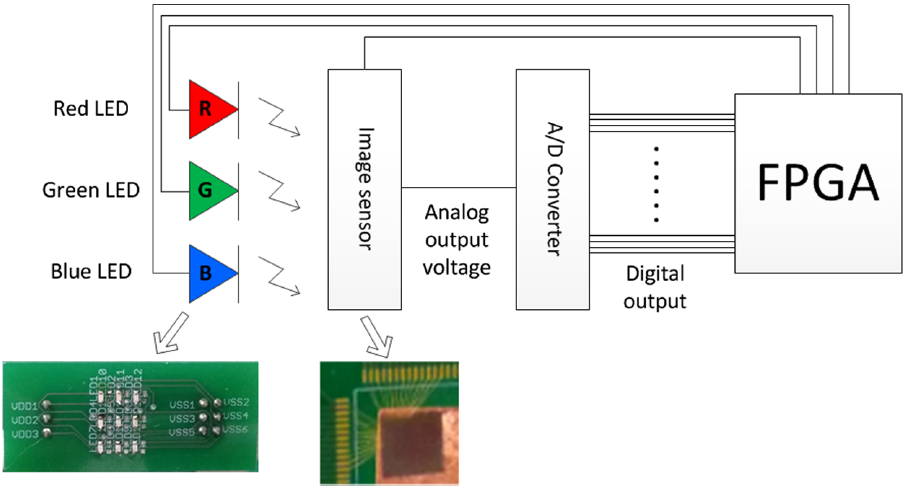 Red LED
R
Green LED
G
Blue LED
B
Image sensor
Analog
output
voltage
A/D Converter
Digital
output
FPGA
VDD1
VDD2
VDD3
VSS1
VSS2
VSS3
VSS4
VSS5
VSS6